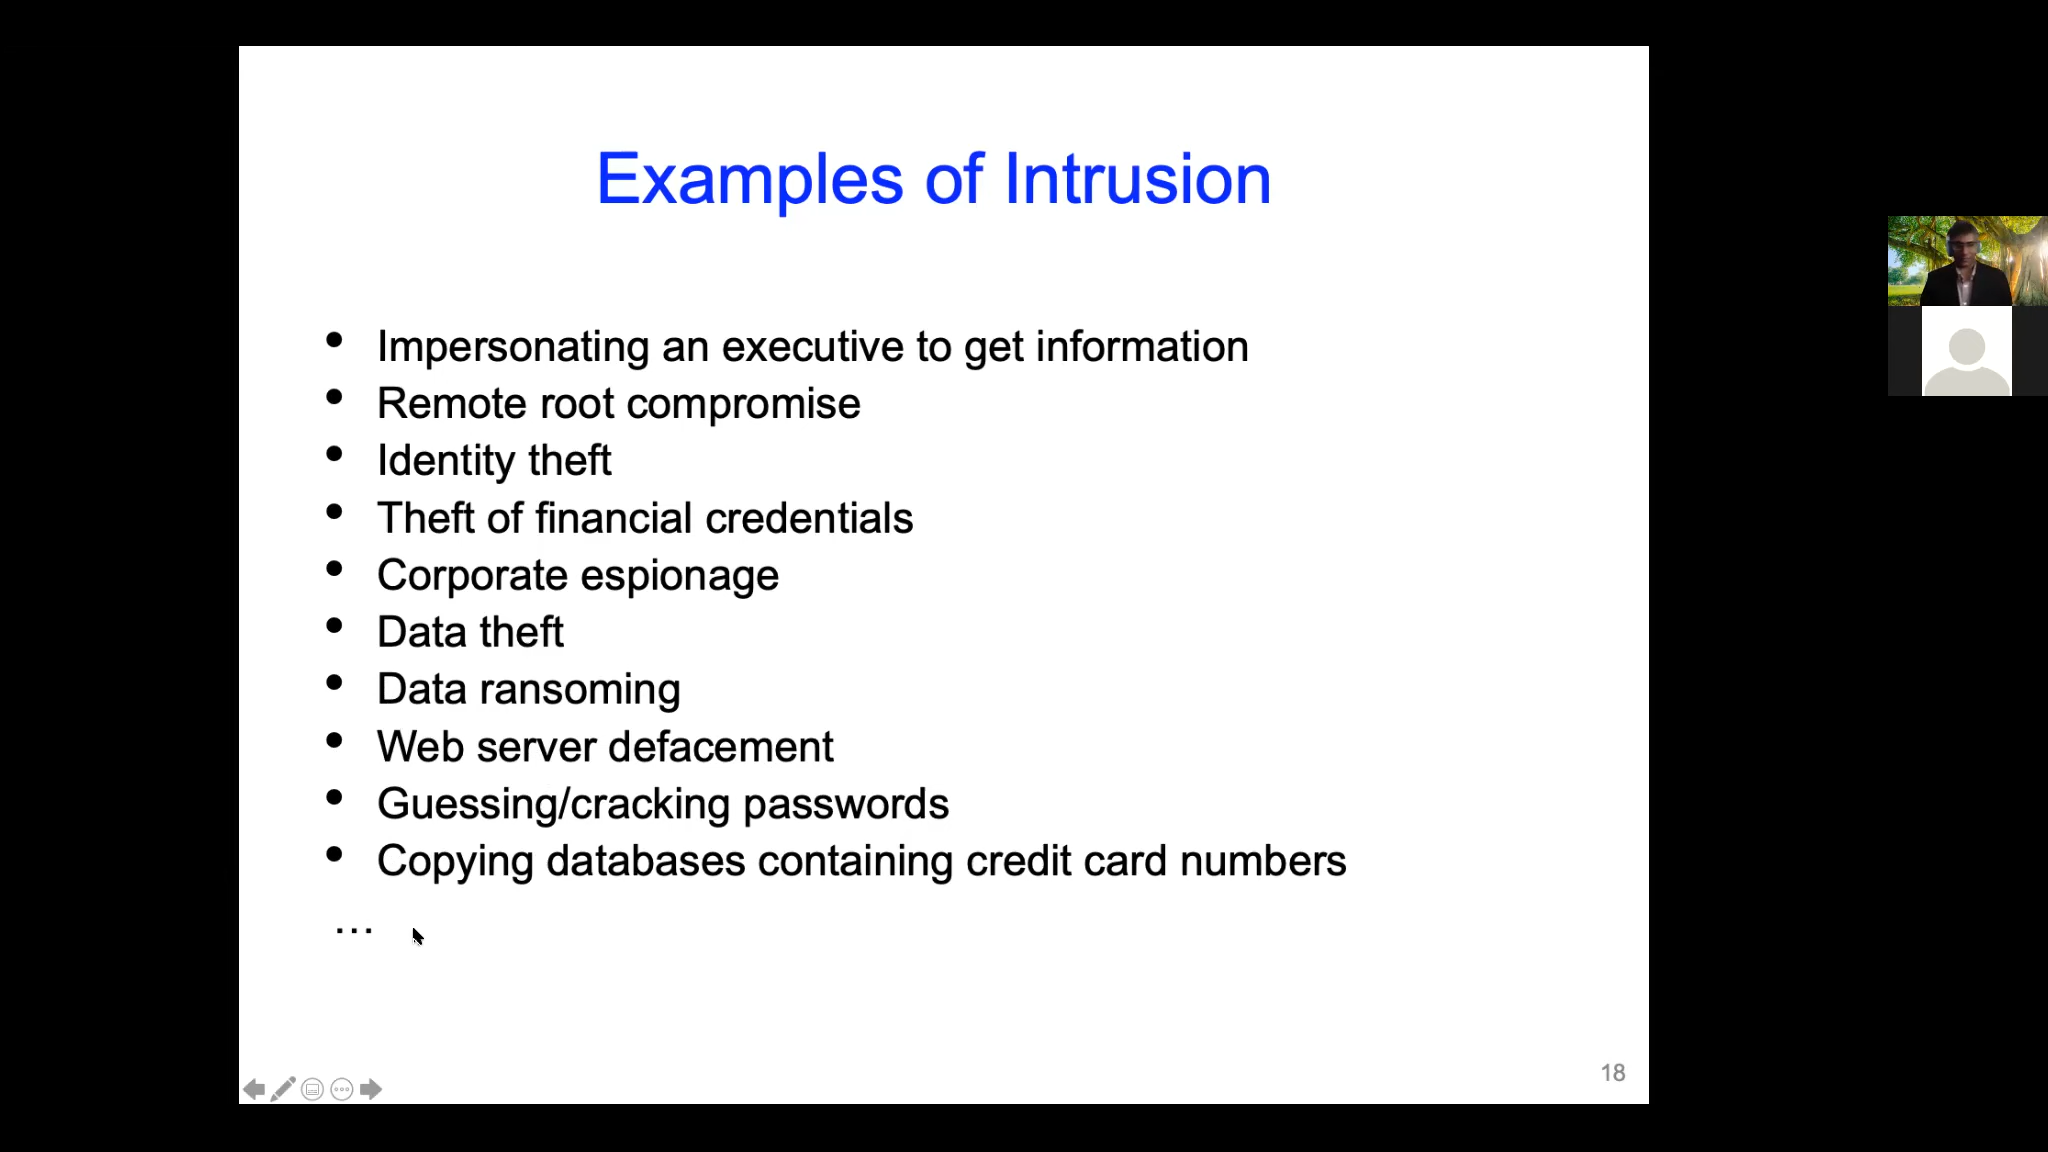 Examples of Intrusion
• Impersonating an executive to get information
• Remote root compromise
• Identity theft
• Theft of financial credentials
• Corporate espionage
• Data theft
• Data ransoming
• Web server defacement
• Guessing/cracking passwords
• Copying databases containing credit card numbers
...
18